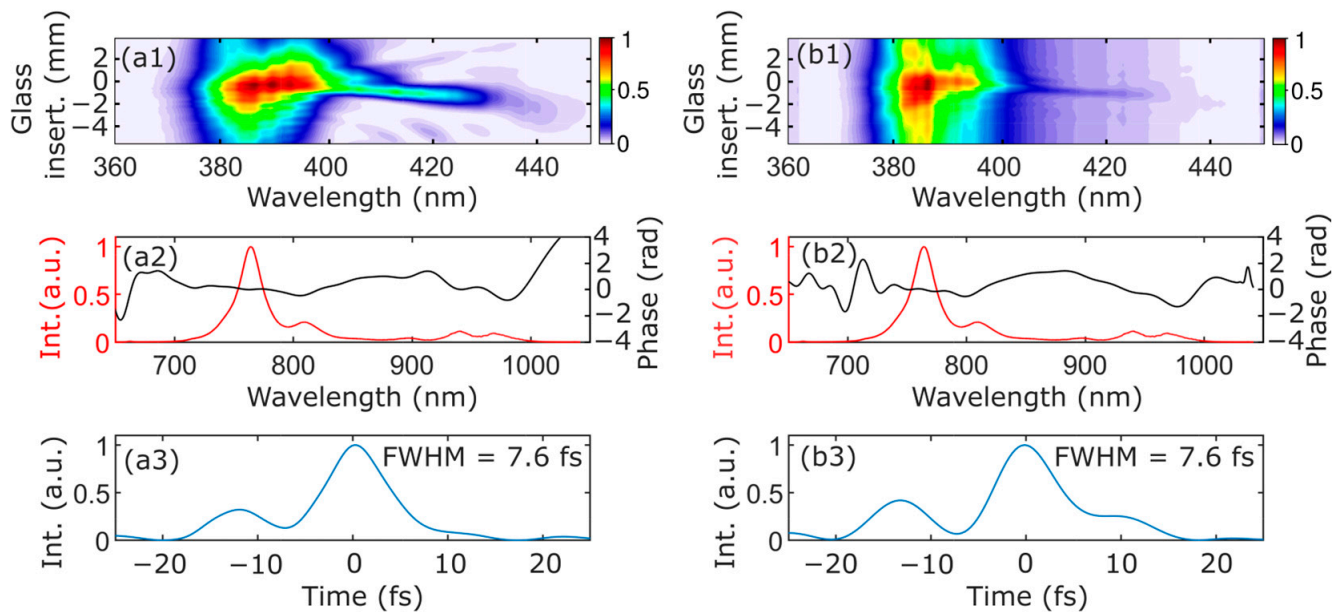 (a1)
Glass
insert. (mm)
2
0
−2
−4
360
380
400
420
440
Wavelength (nm)
1
0.5
0
(b1)
Glass
insert. (mm)
2
0
−2
−4
360
380
400
420
440
Wavelength (nm)
1
0.5
0
(a2)
Int.(a.u.)
1
0.5
0
700
800
900
1000
Wavelength (nm)
4
2
0
−2
−4
Phase (rad)
(b2)
Int.(a.u.)
1
0.5
0
700
800
900
1000
Wavelength (nm)
4
2
0
−2
−4
Phase (rad)
(a3)
FWHM = 7.6 fs
Int. (a.u.)
1
0.5
0
−20
−10
0
10
20
Time (fs)
(b3)
FWHM = 7.6 fs
Int. (a.u.)
1
0.5
0
−20
−10
0
10
20
Time (fs)